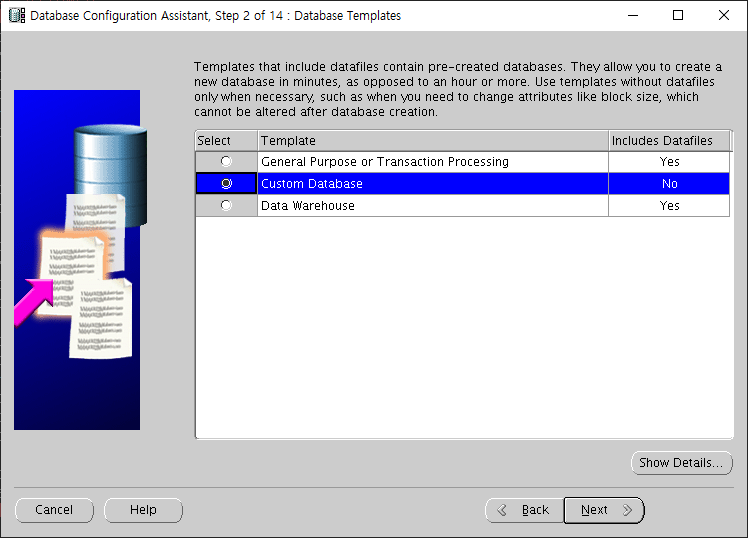 Database Configuration Assistant, Step 2 of 14 : Database Templates
Templates that include datafiles contain pre-created databases. They allow you to create a
new database in minutes, as opposed to an hour or more. Use templates without datafiles
only when necessary, such as when you need to change attributes like block size, which
cannot be altered after database creation.
Select Template Includes Datafiles
General Purpose or Transaction Processing Yes
Custom Database No
Data Warehouse Yes
Show Details...
Cancel Help Back Next